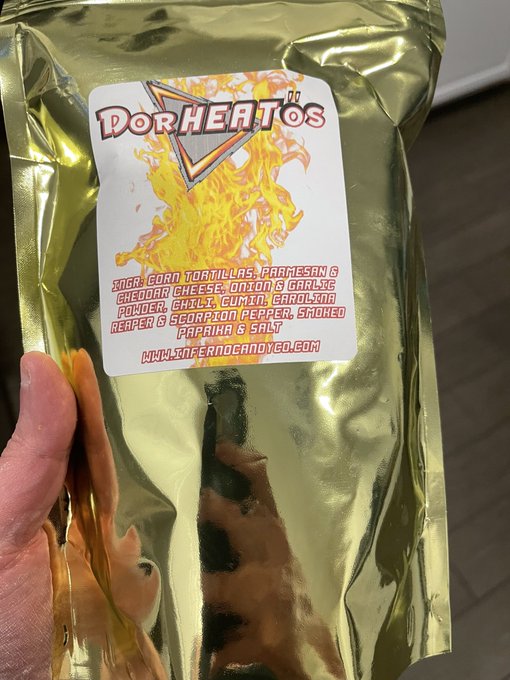 DORHEATÖS
INGR: CORN TORTILLAS, PARMESAN &
CHEDDAR CHEESE, ONION & GARLIC
POWDER, CHILI, CUMIN, CAROLINA
REAPER & SCORPION PEPPER, SMOKED
PAPRIKA & SALT
WWW.INFERNOCANDYCO.COM